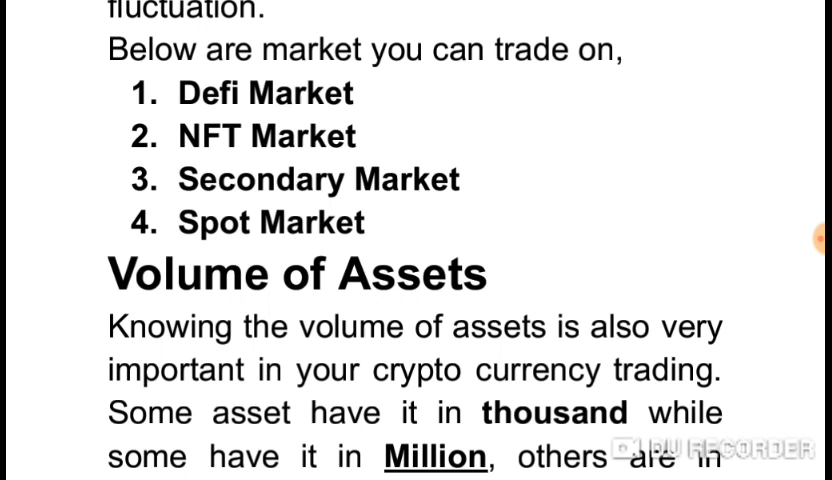 fluctuation.
Below are market you can trade on,
1. Defi Market
2. NFT Market
3. Secondary Market
4. Spot Market
Volume of Assets
Knowing the volume of assets is also very
important in your crypto currency trading.
Some asset have it in thousand while
some have it in Million, others are in
DU RECORDER